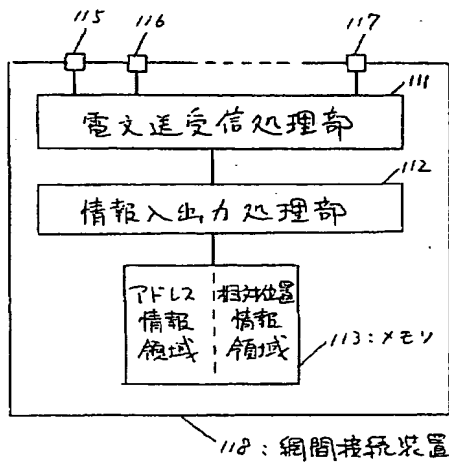 115
116
117
111
電文送受信処理部
112
情報入出力処理部
アドレス
情報
領域
相対位置
情報
領域
113:メモリ
118:網間接続装置